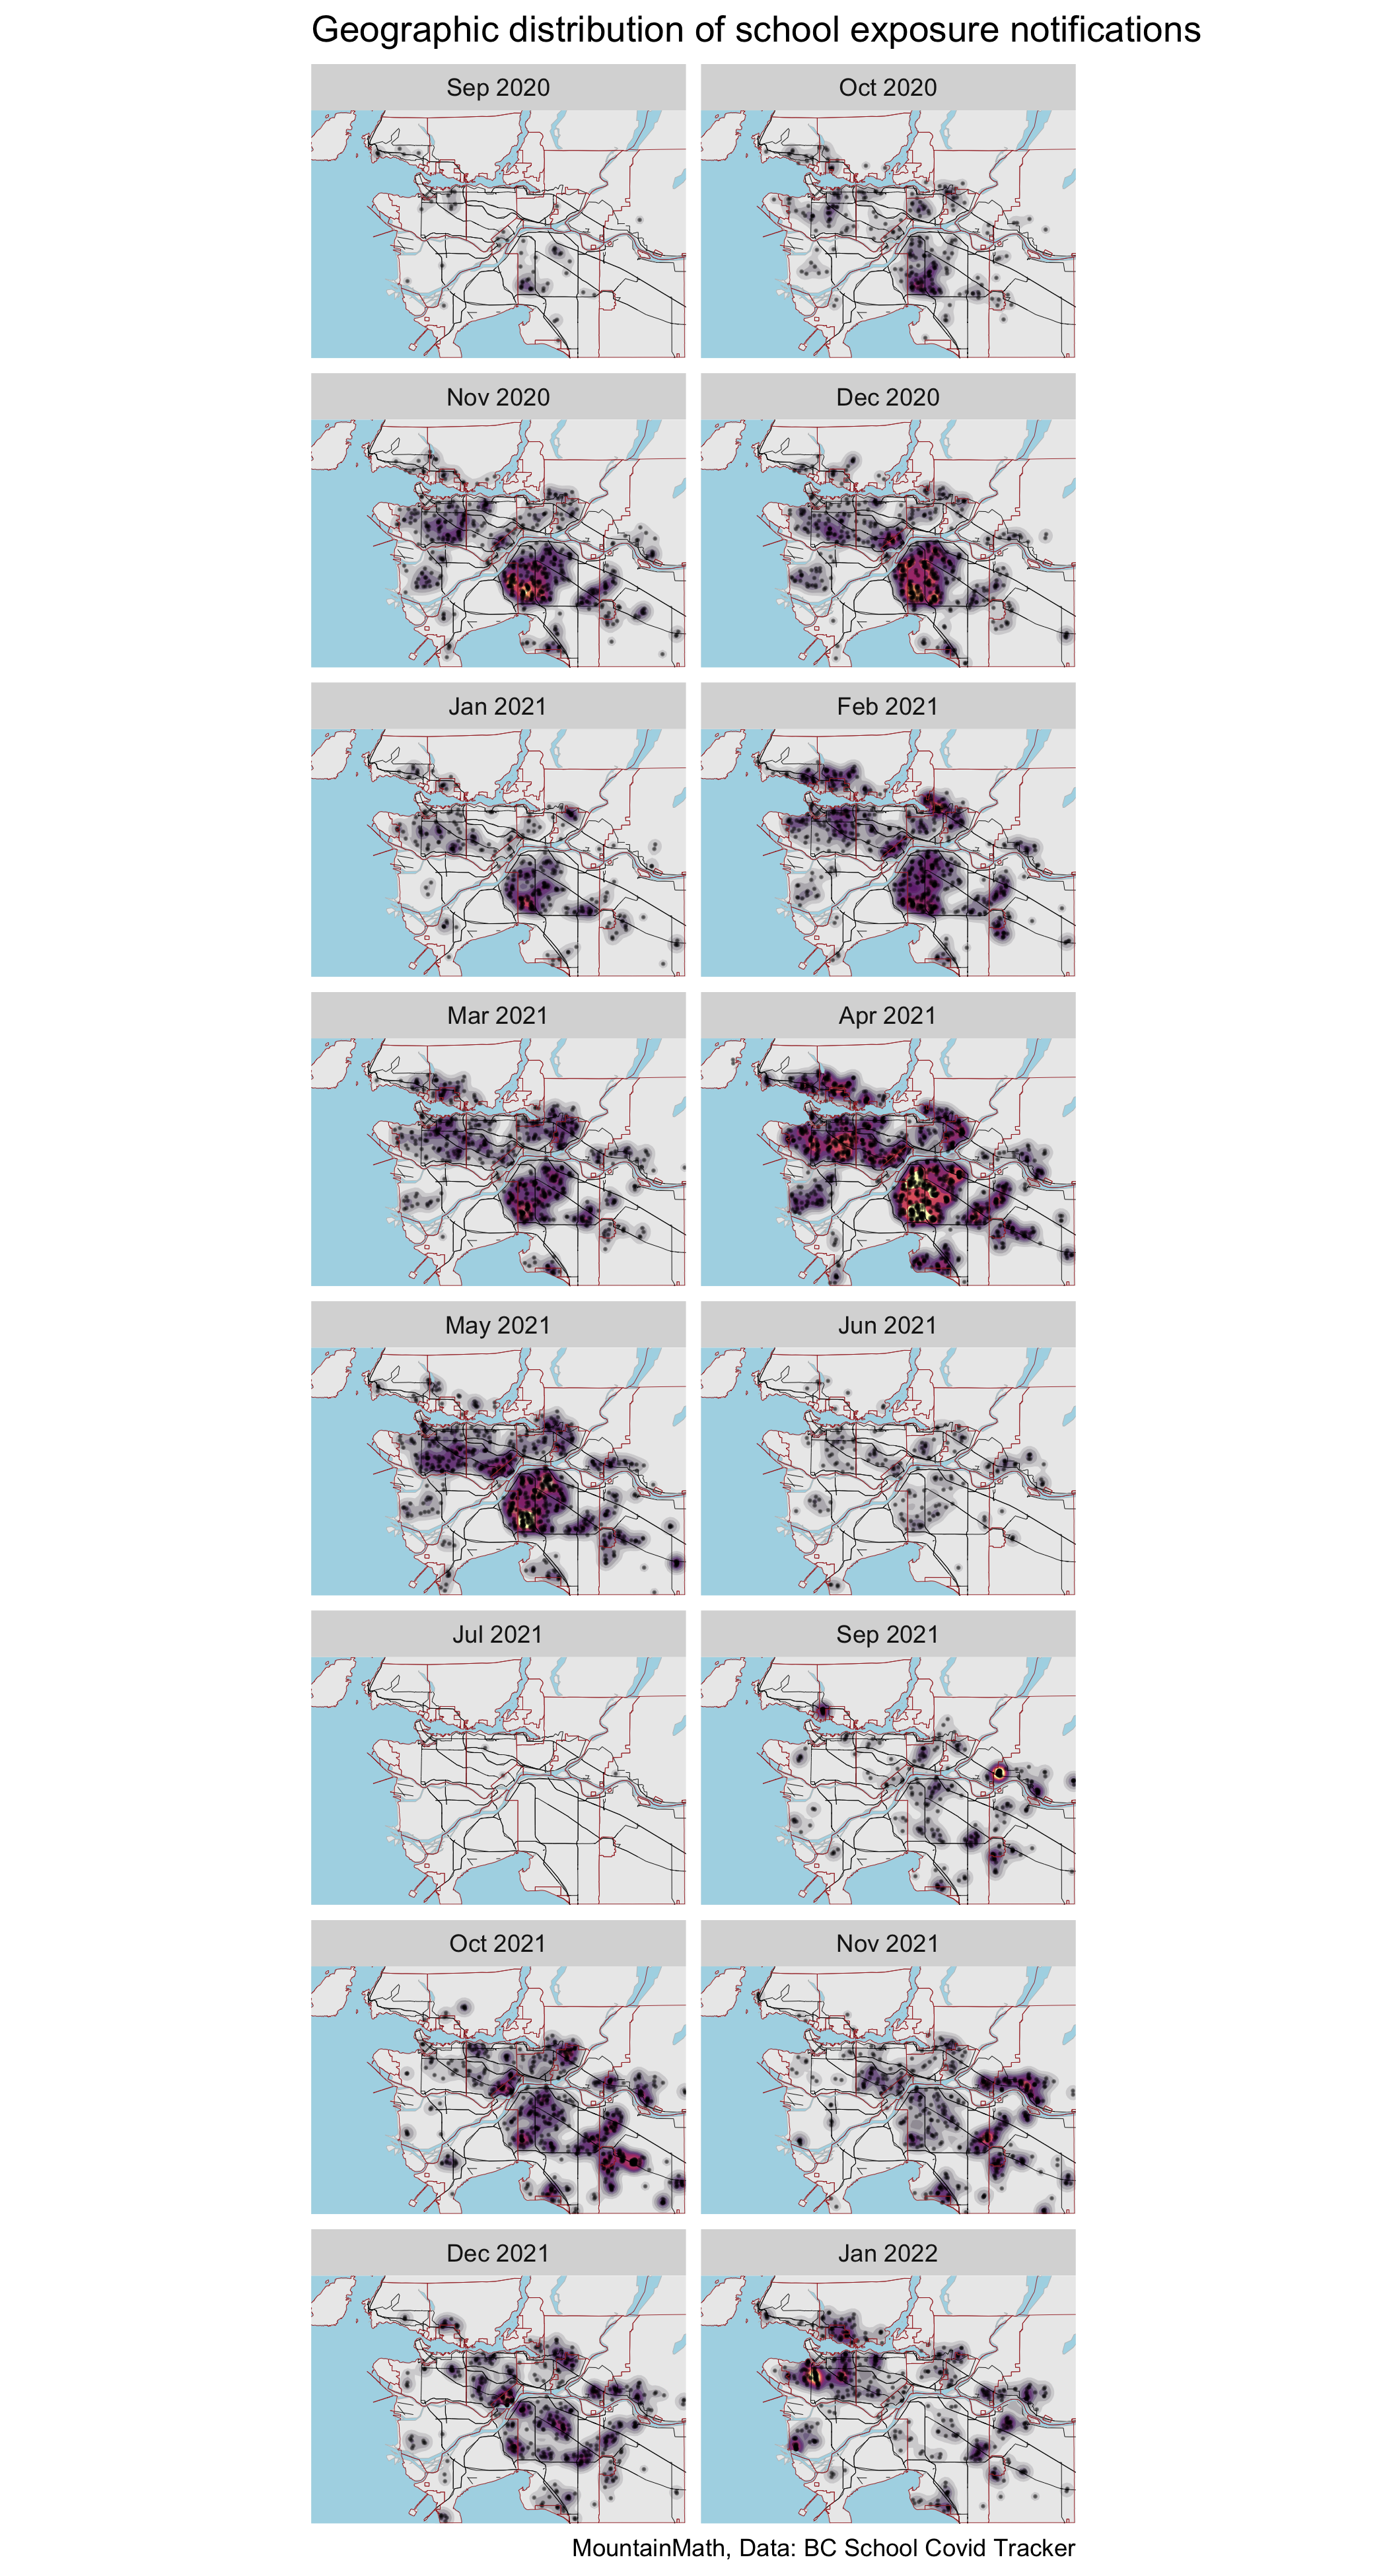 Geographic distribution of school exposure notifications
Sep 2020
Oct 2020
Nov 2020
Dec 2020
Jan 2021
Feb 2021
Mar 2021
Apr 2021
May 2021
Jun 2021
Jul 2021
Sep 2021
Oct 2021
Nov 2021
Dec 2021
Jan 2022
MountainMath, Data: BC School Covid Tracker